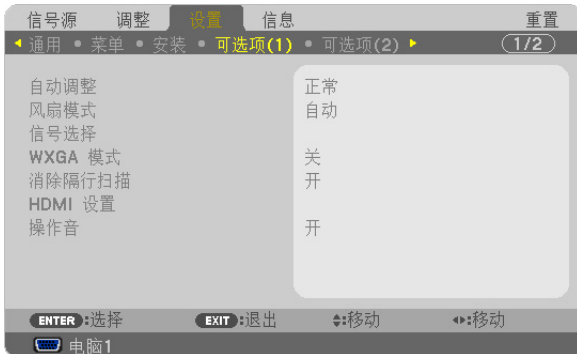 信号源 调整 设置 信息 重置
通用 • 菜单 • 安装 • 可选项(1) • 可选项(2) 1/2
自动调整 正常
风扇模式 自动
信号选择
WXGA 模式 关
消除隔行扫描 开
HDMI 设置
操作音 开
ENTER :选择 EXIT :退出 :移动 :移动
电脑1